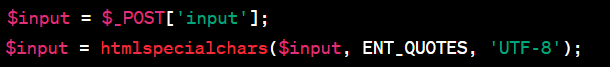 $input = $_POST['input'];
$input = htmlspecialchars($input, ENT_QUOTES, 'UTF-8');